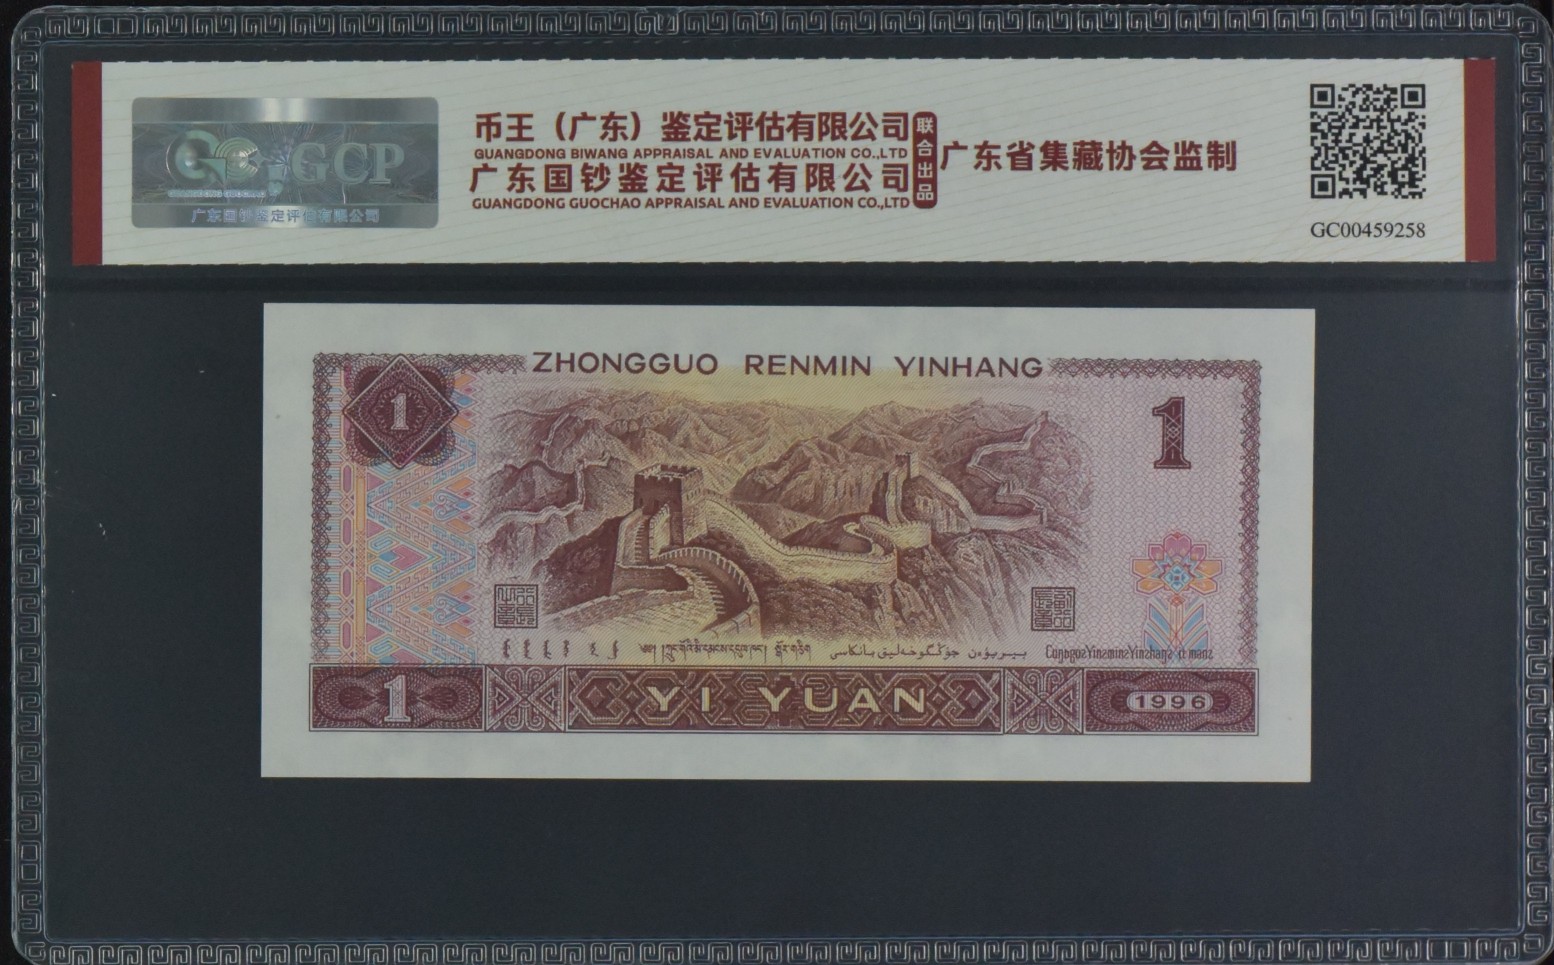 GCP
广东国钞鉴定评估有限公司
币王（广东）鉴定评估有限公司
GUANGDONG BIWANG APPRAISAL AND EVALUATION CO.,LTD
广东国钞鉴定评估有限公司
GUANGDONG GUOCHAO APPRAISAL AND EVALUATION CO.,LTD
联合出品
广东省集藏协会监制
GC00459258
ZHONGGUO RENMIN YINHANG
1
1
1
YI YUAN
1996